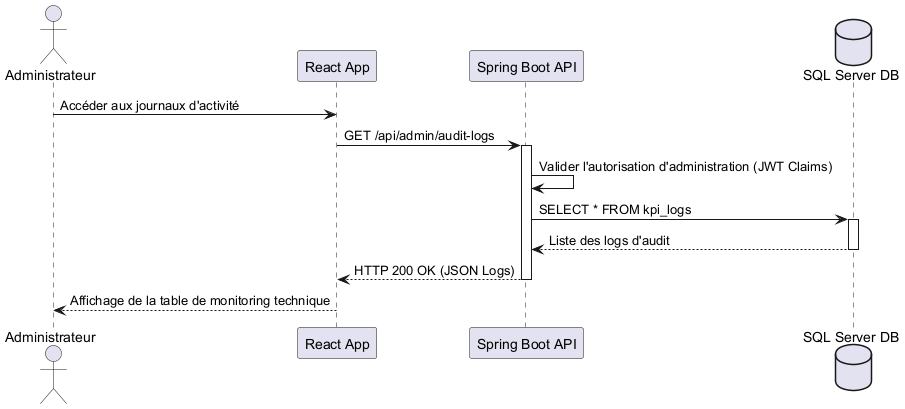 Administrateur
React App
Spring Boot API
SQL Server DB
Accéder aux journaux d'activité
GET /api/admin/audit-logs
Valider l'autorisation d'administration (JWT Claims)
SELECT * FROM kpi_logs
Liste des logs d'audit
HTTP 200 OK (JSON Logs)
Affichage de la table de monitoring technique
Administrateur
React App
Spring Boot API
SQL Server DB